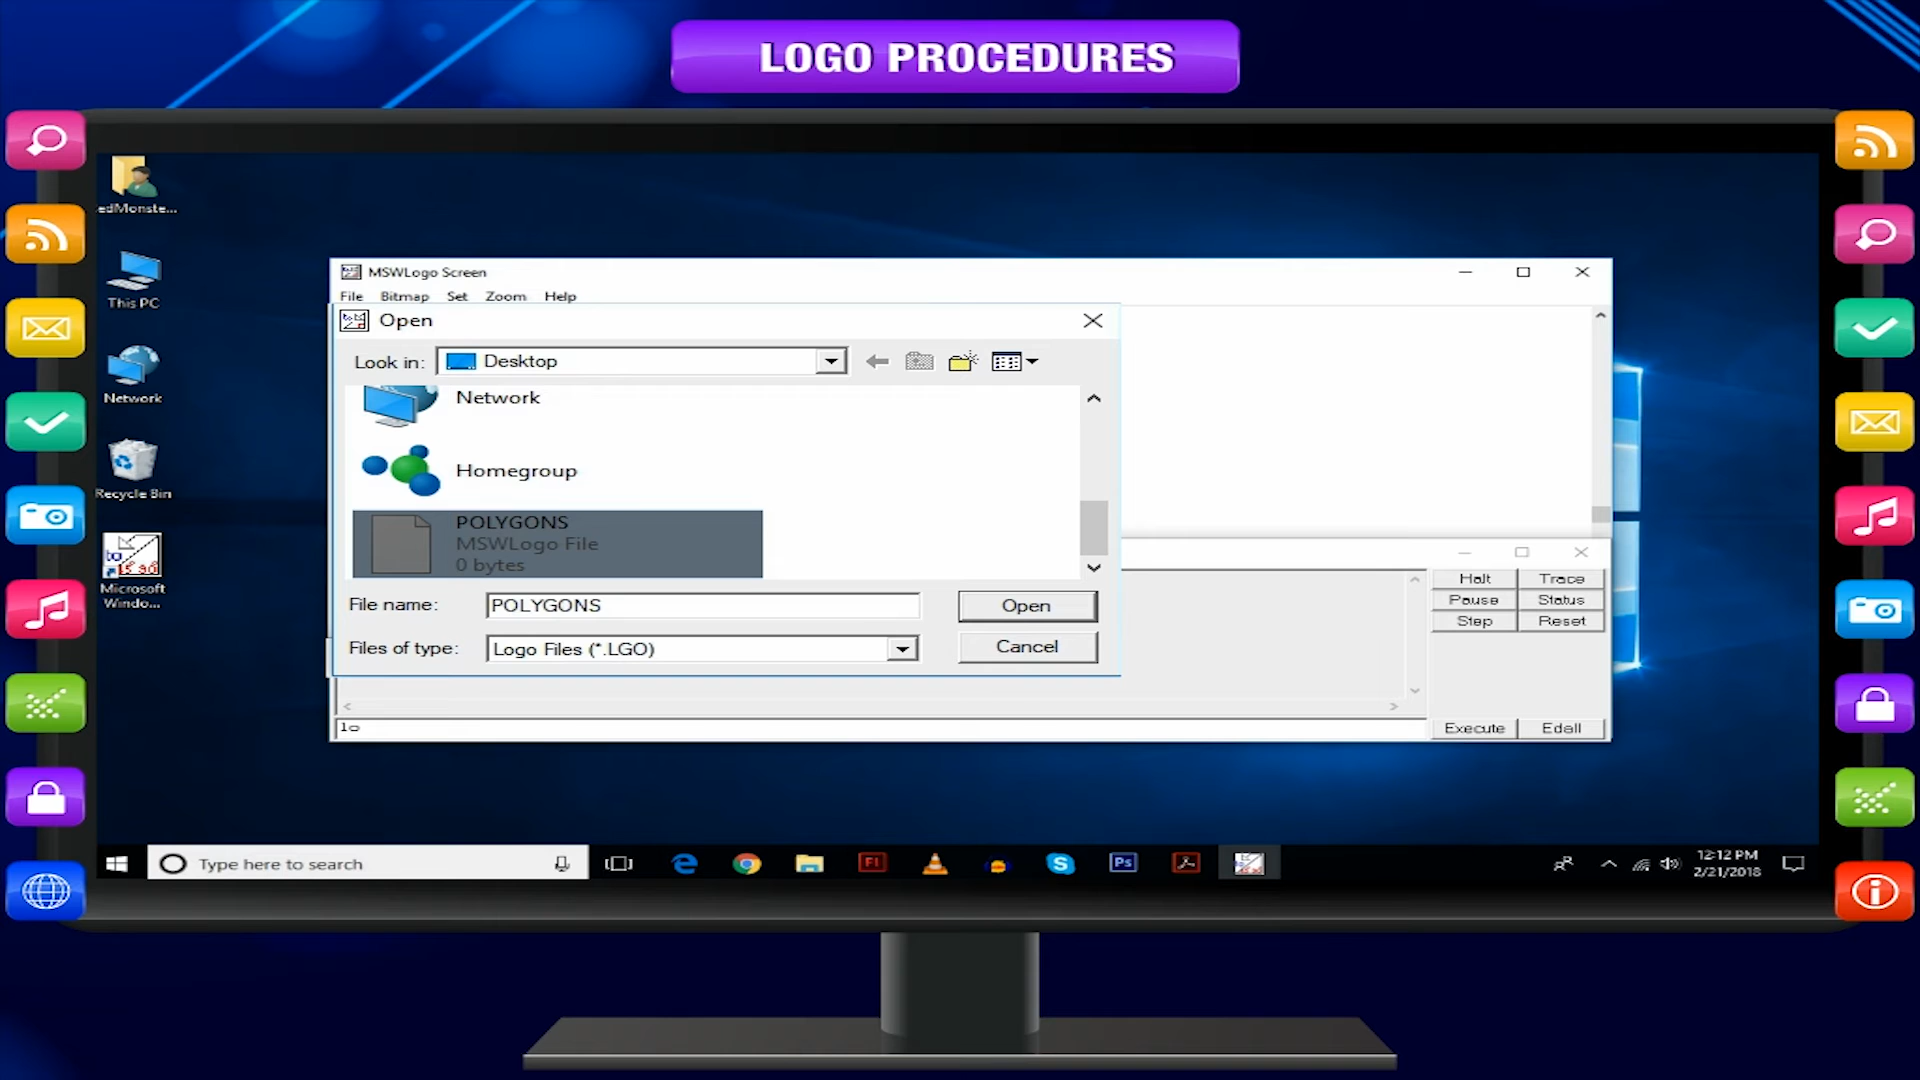 LOGO PROCEDURES
edMonste...
This PC
Network
Recycle Bin
Microsoft
Windo...
MSWLogo Screen
File Bitmap Set Zoom Help
Open
Look in: Desktop
Network
Homegroup
POLYGONS
MSWLogo File
0 bytes
File name: POLYGONS Open
Files of type: Logo Files (*.LGO) Cancel
Halt Trace
Pause Status
Step Reset
lo
Execute Edall
Type here to search
Fl
Ps
12:12 PM
2/21/2018